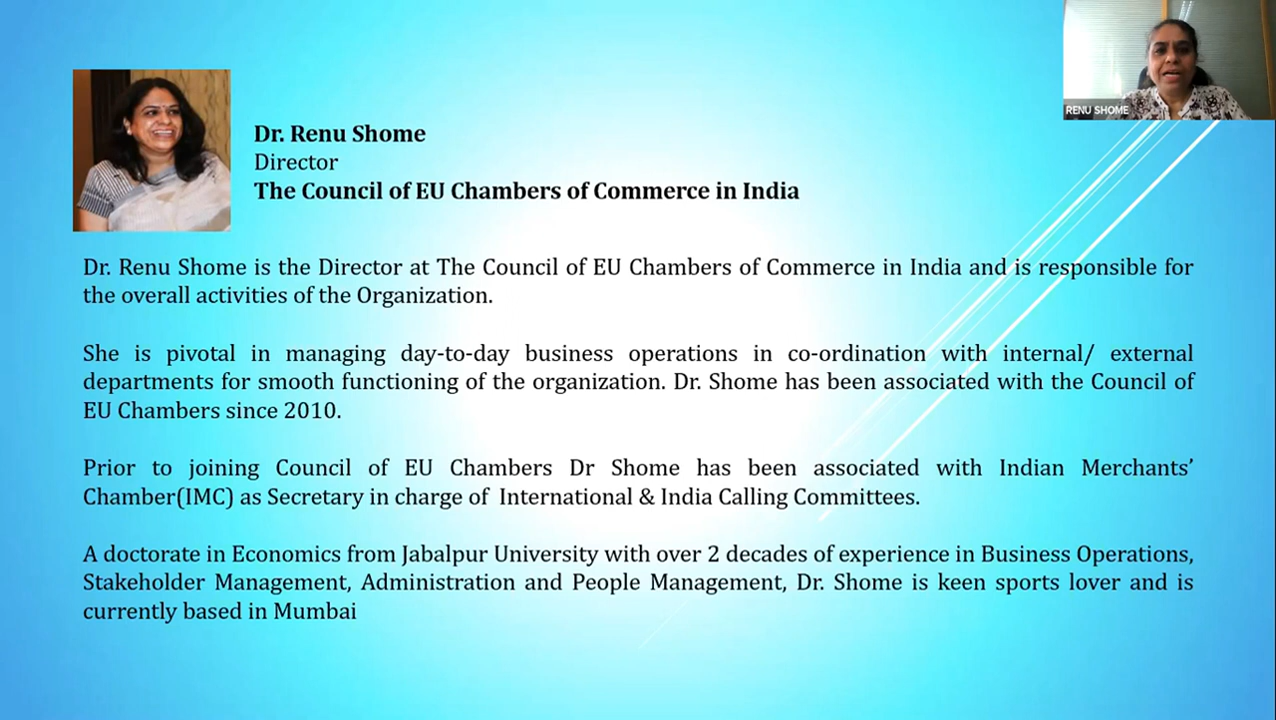 RENU SHOME
Dr. Renu Shome
Director
The Council of EU Chambers of Commerce in India
Dr. Renu Shome is the Director at The Council of EU Chambers of Commerce in India and is responsible for
the overall activities of the Organization.
She is pivotal in managing day-to-day business operations in co-ordination with internal/ external
departments for smooth functioning of the organization. Dr. Shome has been associated with the Council of
EU Chambers since 2010.
Prior to joining Council of EU Chambers Dr Shome has been associated with Indian Merchants’
Chamber(IMC) as Secretary in charge of International & India Calling Committees.
A doctorate in Economics from Jabalpur University with over 2 decades of experience in Business Operations,
Stakeholder Management, Administration and People Management, Dr. Shome is keen sports lover and is
currently based in Mumbai